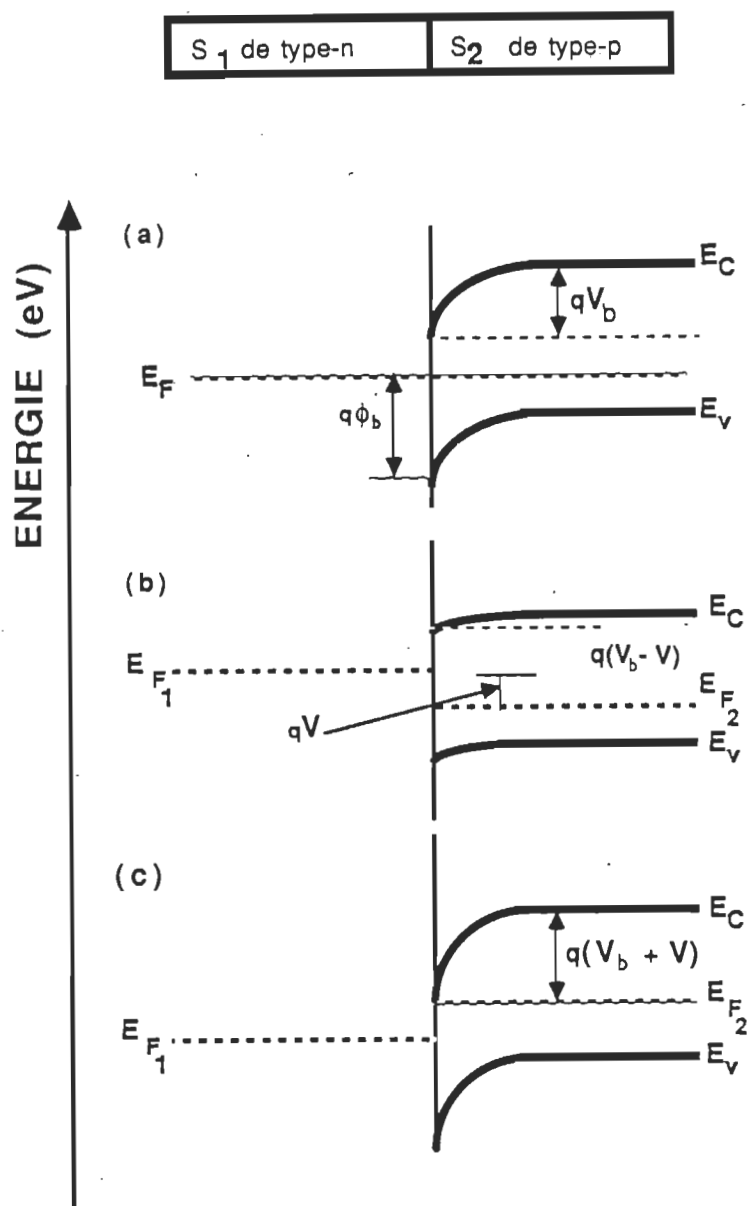 S1 de type-n
S2 de type-p
ENERGIE (eV)
(a)
EC
qVb
EF
qϕb
Ev
(b)
EC
q(Vb- V)
EF1
EF2
qV
Ev
(c)
EC
q(Vb + V)
EF2
EF1
Ev